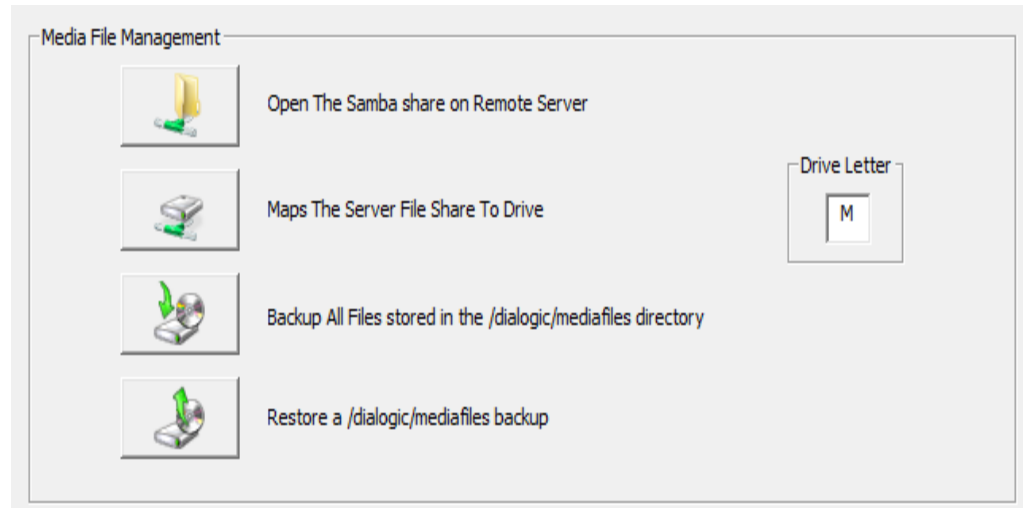 Media File Management
Open The Samba share on Remote Server
Drive Letter
Maps The Server File Share To Drive
M
Backup All Files stored in the /dialogic/mediafiles directory
Restore a /dialogic/mediafiles backup